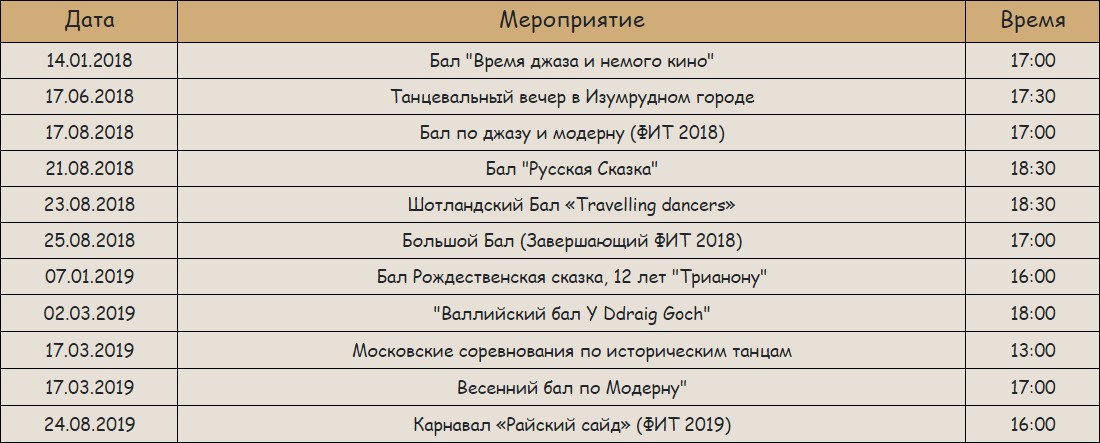 Дата Мероприятие Время
14.01.2018 Бал "Время джаза и немого кино" 17:00
17.06.2018 Танцевальный вечер в Изумрудном городе 17:30
17.08.2018 Бал по джазу и модерну (ФИТ 2018) 17:00
21.08.2018 Бал "Русская Сказка" 18:30
23.08.2018 Шотландский Бал «Travelling dancers» 18:30
25.08.2018 Большой Бал (Завершающий ФИТ 2018) 17:00
07.01.2019 Бал Рождественская сказка, 12 лет "Трианону" 16:00
02.03.2019 "Валлийский бал Y Ddraig Goch" 18:00
17.03.2019 Московские соревнования по историческим танцам 13:00
17.03.2019 Весенний бал по Модерну" 17:00
24.08.2019 Карнавал «Райский сайд» (ФИТ 2019) 16:00